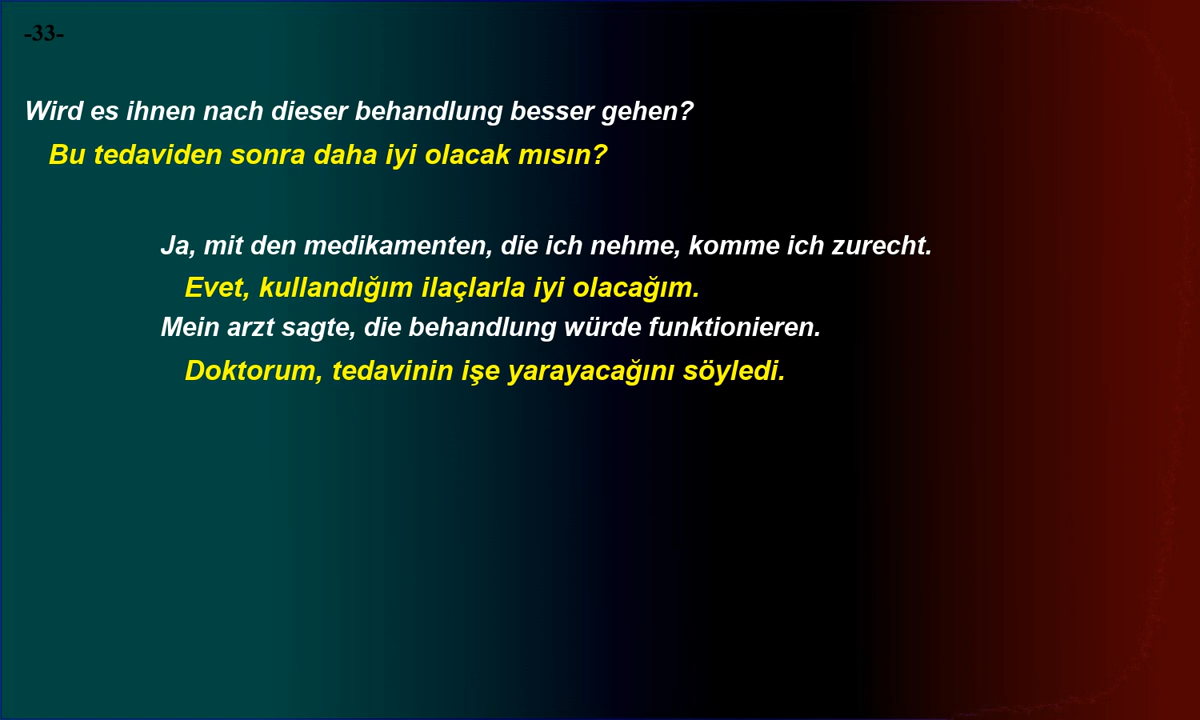 -33-
Wird es ihnen nach dieser behandlung besser gehen?
Bu tedaviden sonra daha iyi olacak mısın?
Ja, mit den medikamenten, die ich nehme, komme ich zurecht.
Evet, kullandığım ilaçlarla iyi olacağım.
Mein arzt sagte, die behandlung würde funktionieren.
Doktorum, tedavinin işe yarayacağını söyledi.